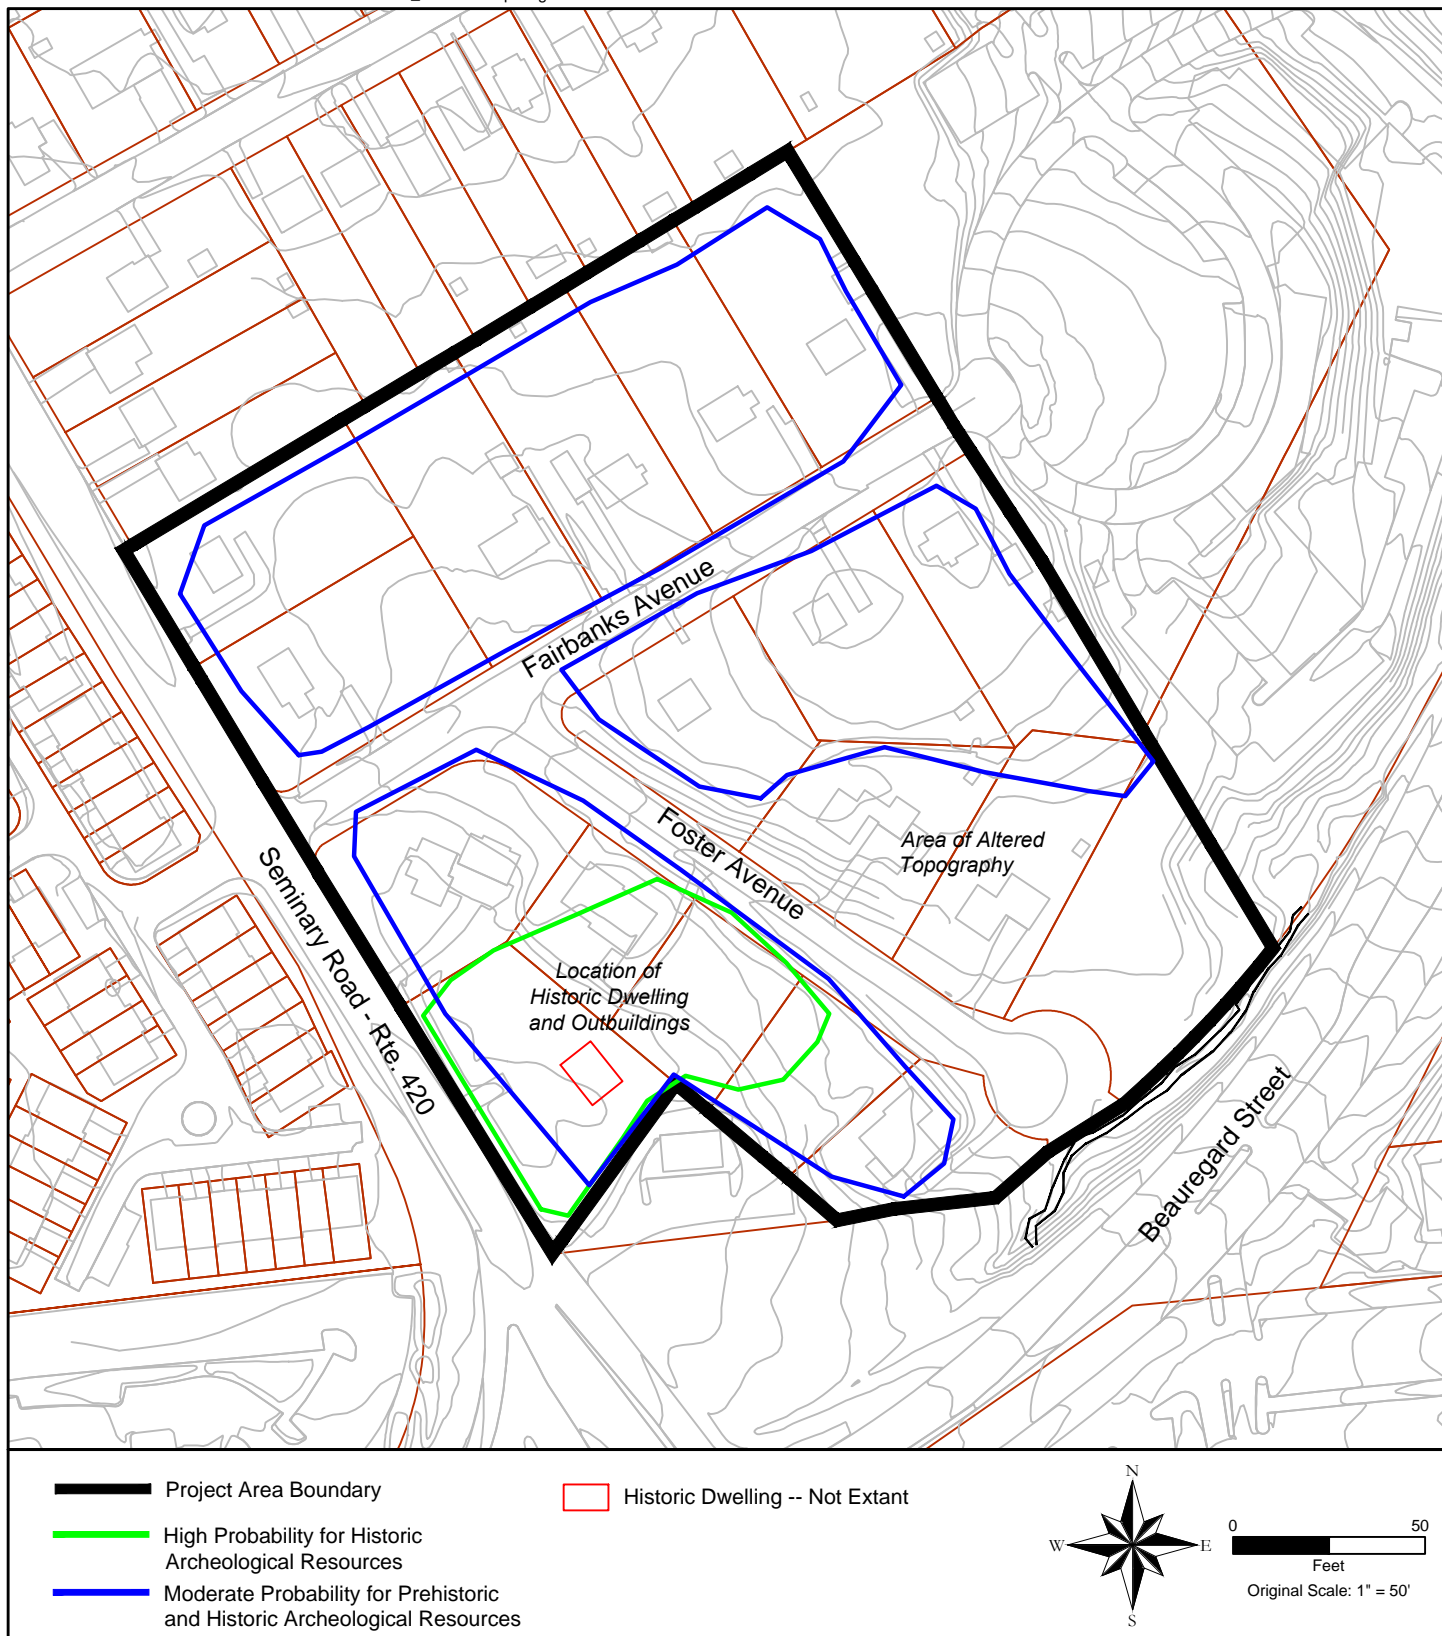 Fairbanks Avenue
Foster Avenue
Area of Altered
Topography
Seminary Road - Rte. 420
Location of
Historic Dwelling
and Outbuildings
Beauregard Street
Project Area Boundary
High Probability for Historic
Archeological Resources
Moderate Probability for Prehistoric
and Historic Archeological Resources
Historic Dwelling -- Not Extant
N
W
E
S
0 50
Feet
Original Scale: 1" = 50'